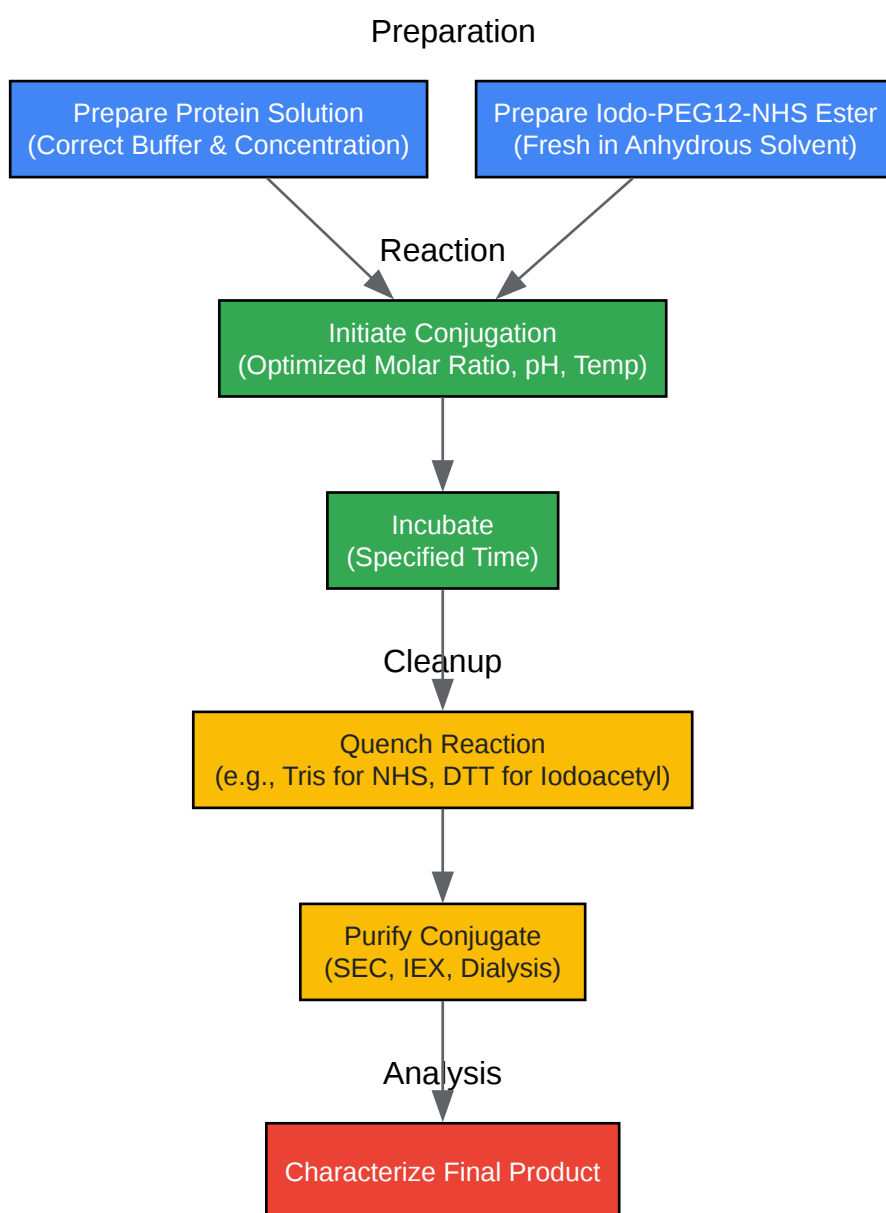 Preparation
Prepare Protein Solution
(Correct Buffer & Concentration)
Prepare Iodo-PEG12-NHS Ester
(Fresh in Anhydrous Solvent)
Reaction
Initiate Conjugation
(Optimized Molar Ratio, pH, Temp)
Incubate
(Specified Time)
Cleanup
Quench Reaction
(e.g., Tris for NHS, DTT for Iodoacetyl)
Purify Conjugate
(SEC, IEX, Dialysis)
Analysis
Characterize Final Product